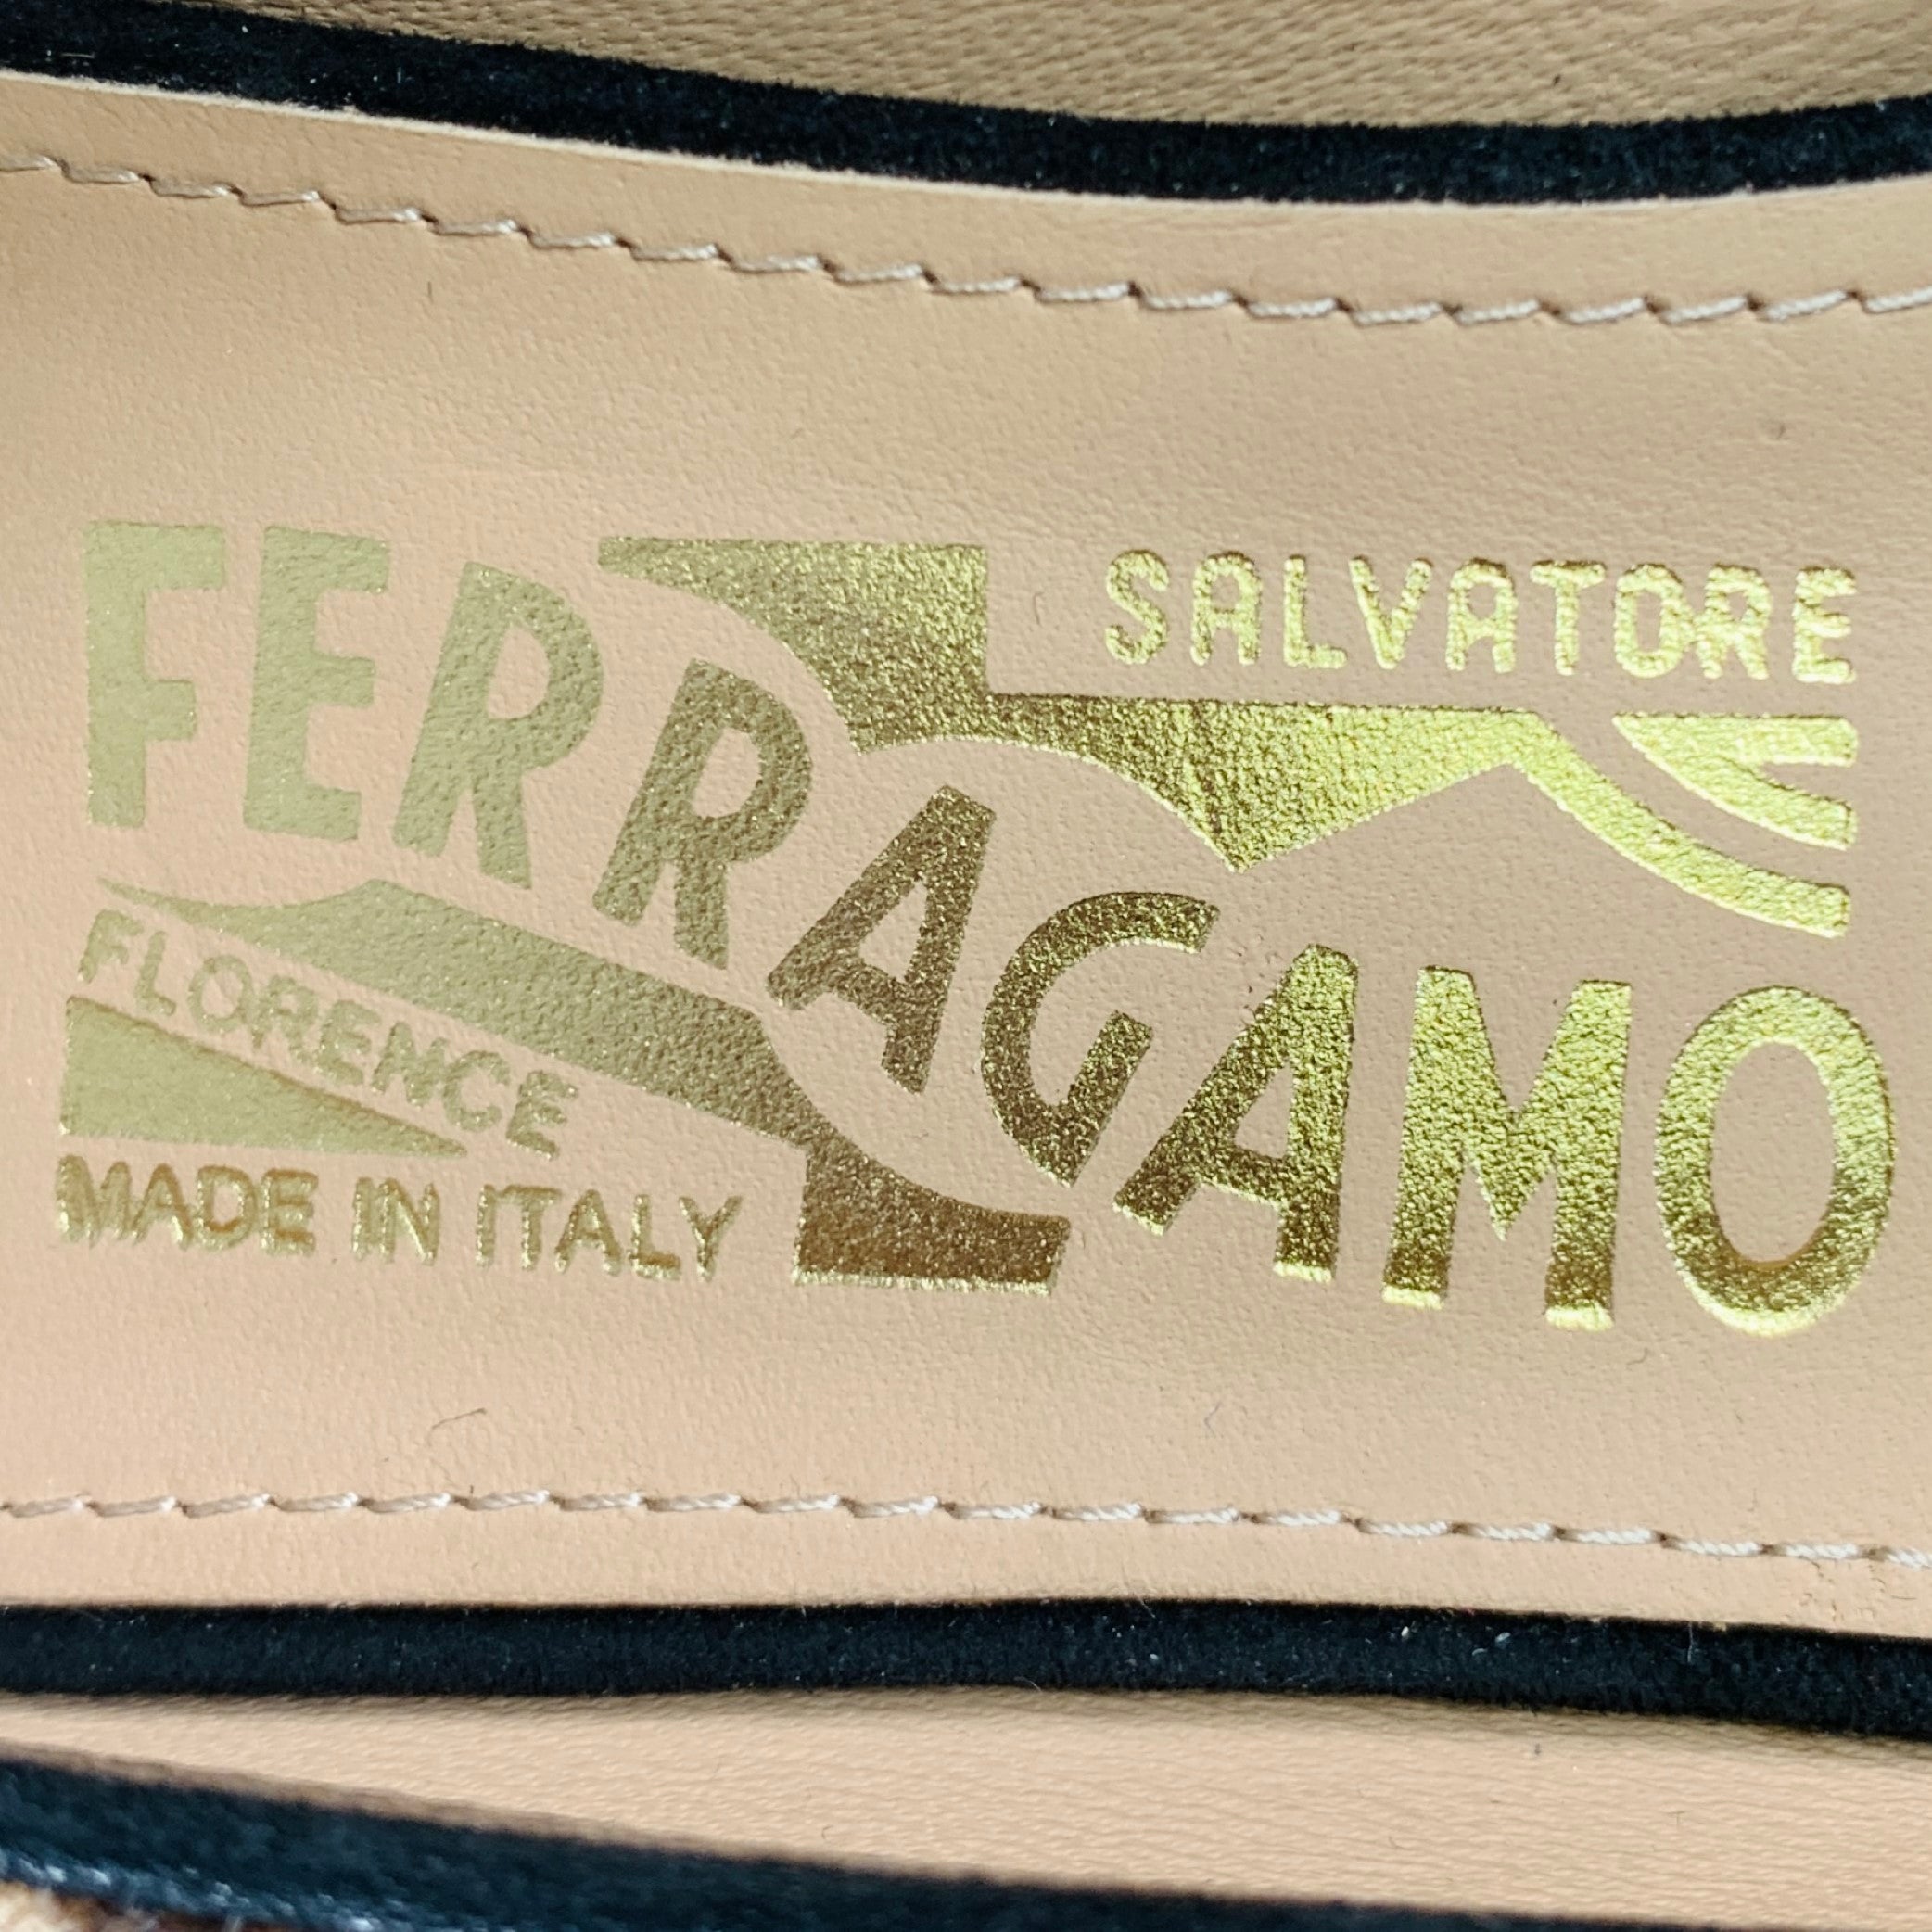 SALVATORE
FERRAGAMO
FLORENCE
MADE IN ITALY